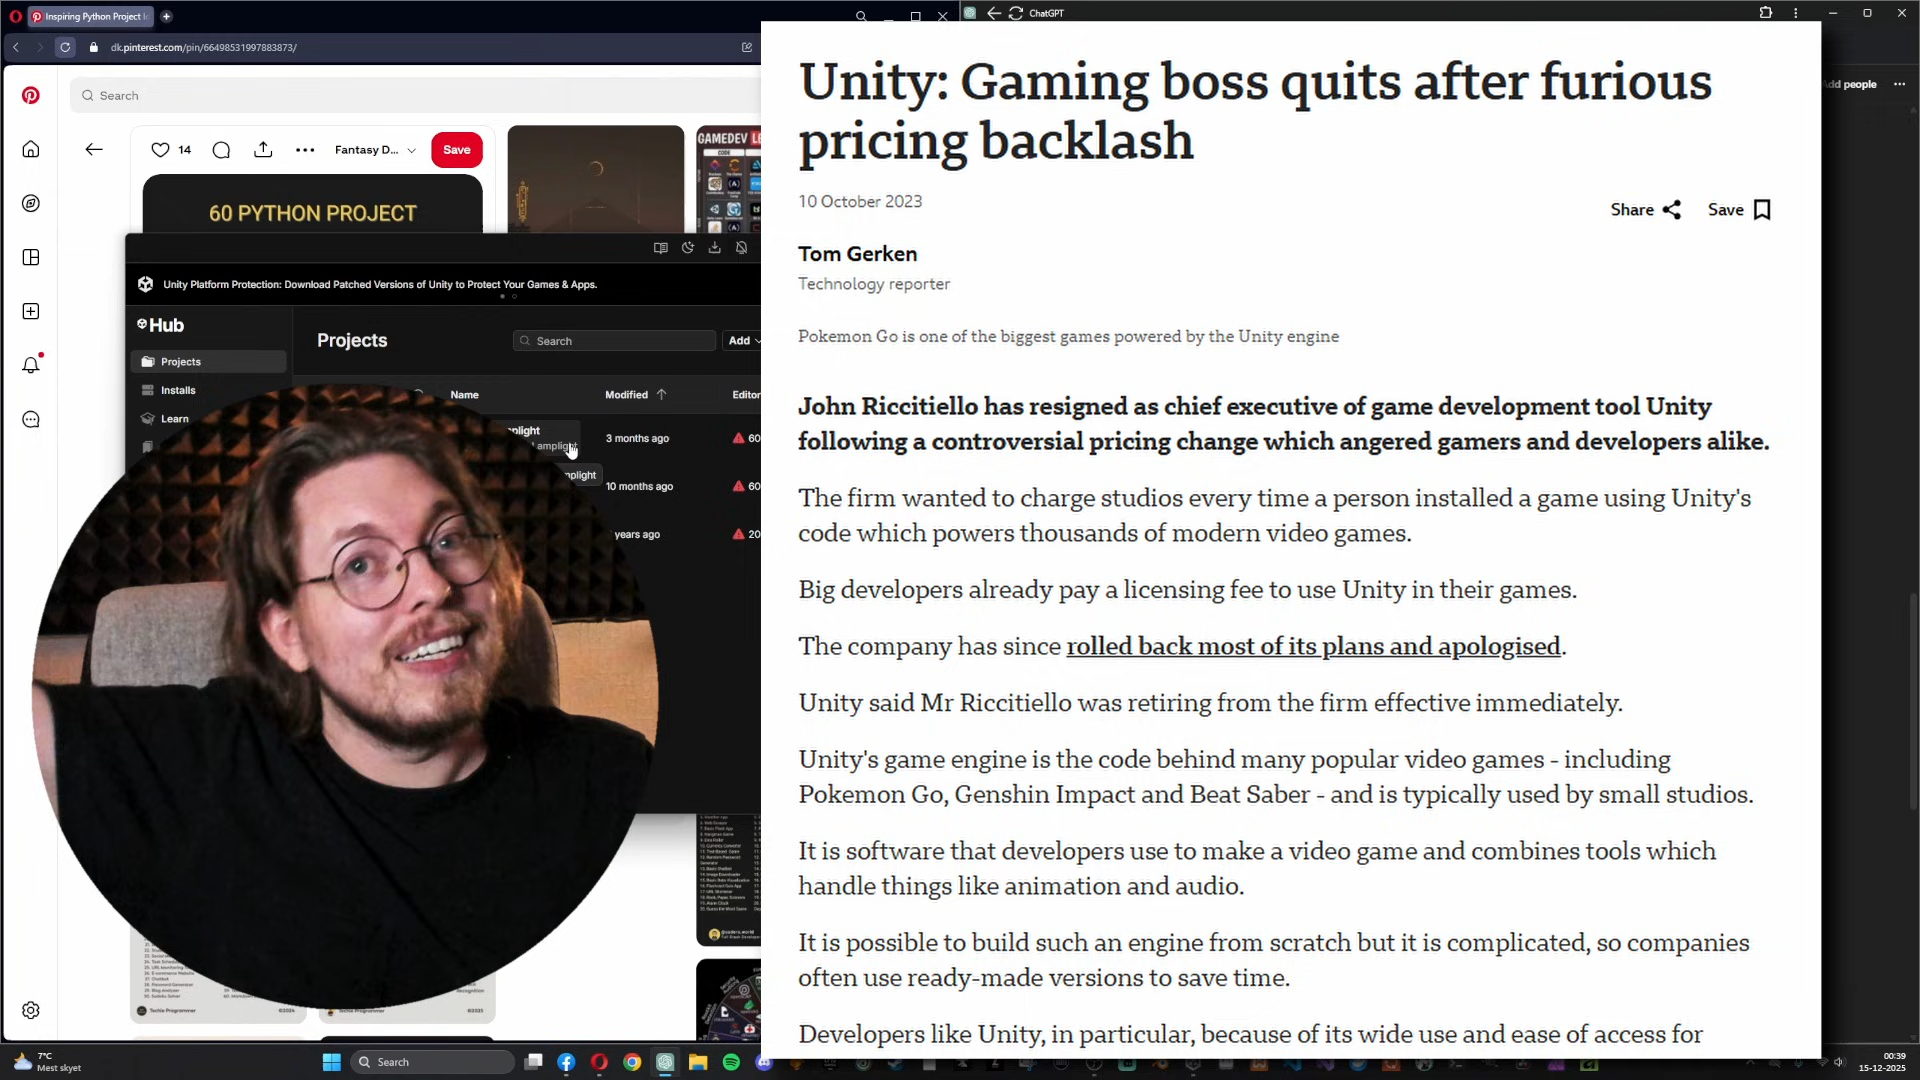 Inspiring Python Project I
dk.pinterest.com/pin/66498531997883873/
ChatGPT
Add people
Search
14
Fantasy D...
Save
60 PYTHON PROJECT
GAMEDEV
CODE
Unity Platform Protection: Download Patched Versions of Unity to Protect Your Games & Apps.
Hub
Projects
Installs
Learn
Projects
Search
Add
Name
Modified
Editor
3 months ago
60
10 months ago
60
years ago
20
Unity: Gaming boss quits after furious
pricing backlash
10 October 2023
Share
Save
Tom Gerken
Technology reporter
Pokemon Go is one of the biggest games powered by the Unity engine
John Riccitiello has resigned as chief executive of game development tool Unity
following a controversial pricing change which angered gamers and developers alike.
The firm wanted to charge studios every time a person installed a game using Unity's
code which powers thousands of modern video games.
Big developers already pay a licensing fee to use Unity in their games.
The company has since rolled back most of its plans and apologised.
Unity said Mr Riccitiello was retiring from the firm effective immediately.
Unity's game engine is the code behind many popular video games - including
Pokemon Go, Genshin Impact and Beat Saber - and is typically used by small studios.
It is software that developers use to make a video game and combines tools which
handle things like animation and audio.
It is possible to build such an engine from scratch but it is complicated, so companies
often use ready-made versions to save time.
Developers like Unity, in particular, because of its wide use and ease of access for
Techie Programmer
©2024
Techie Programmer
©2025
7°C
Mest skyet
Search
00:39
15-12-2025